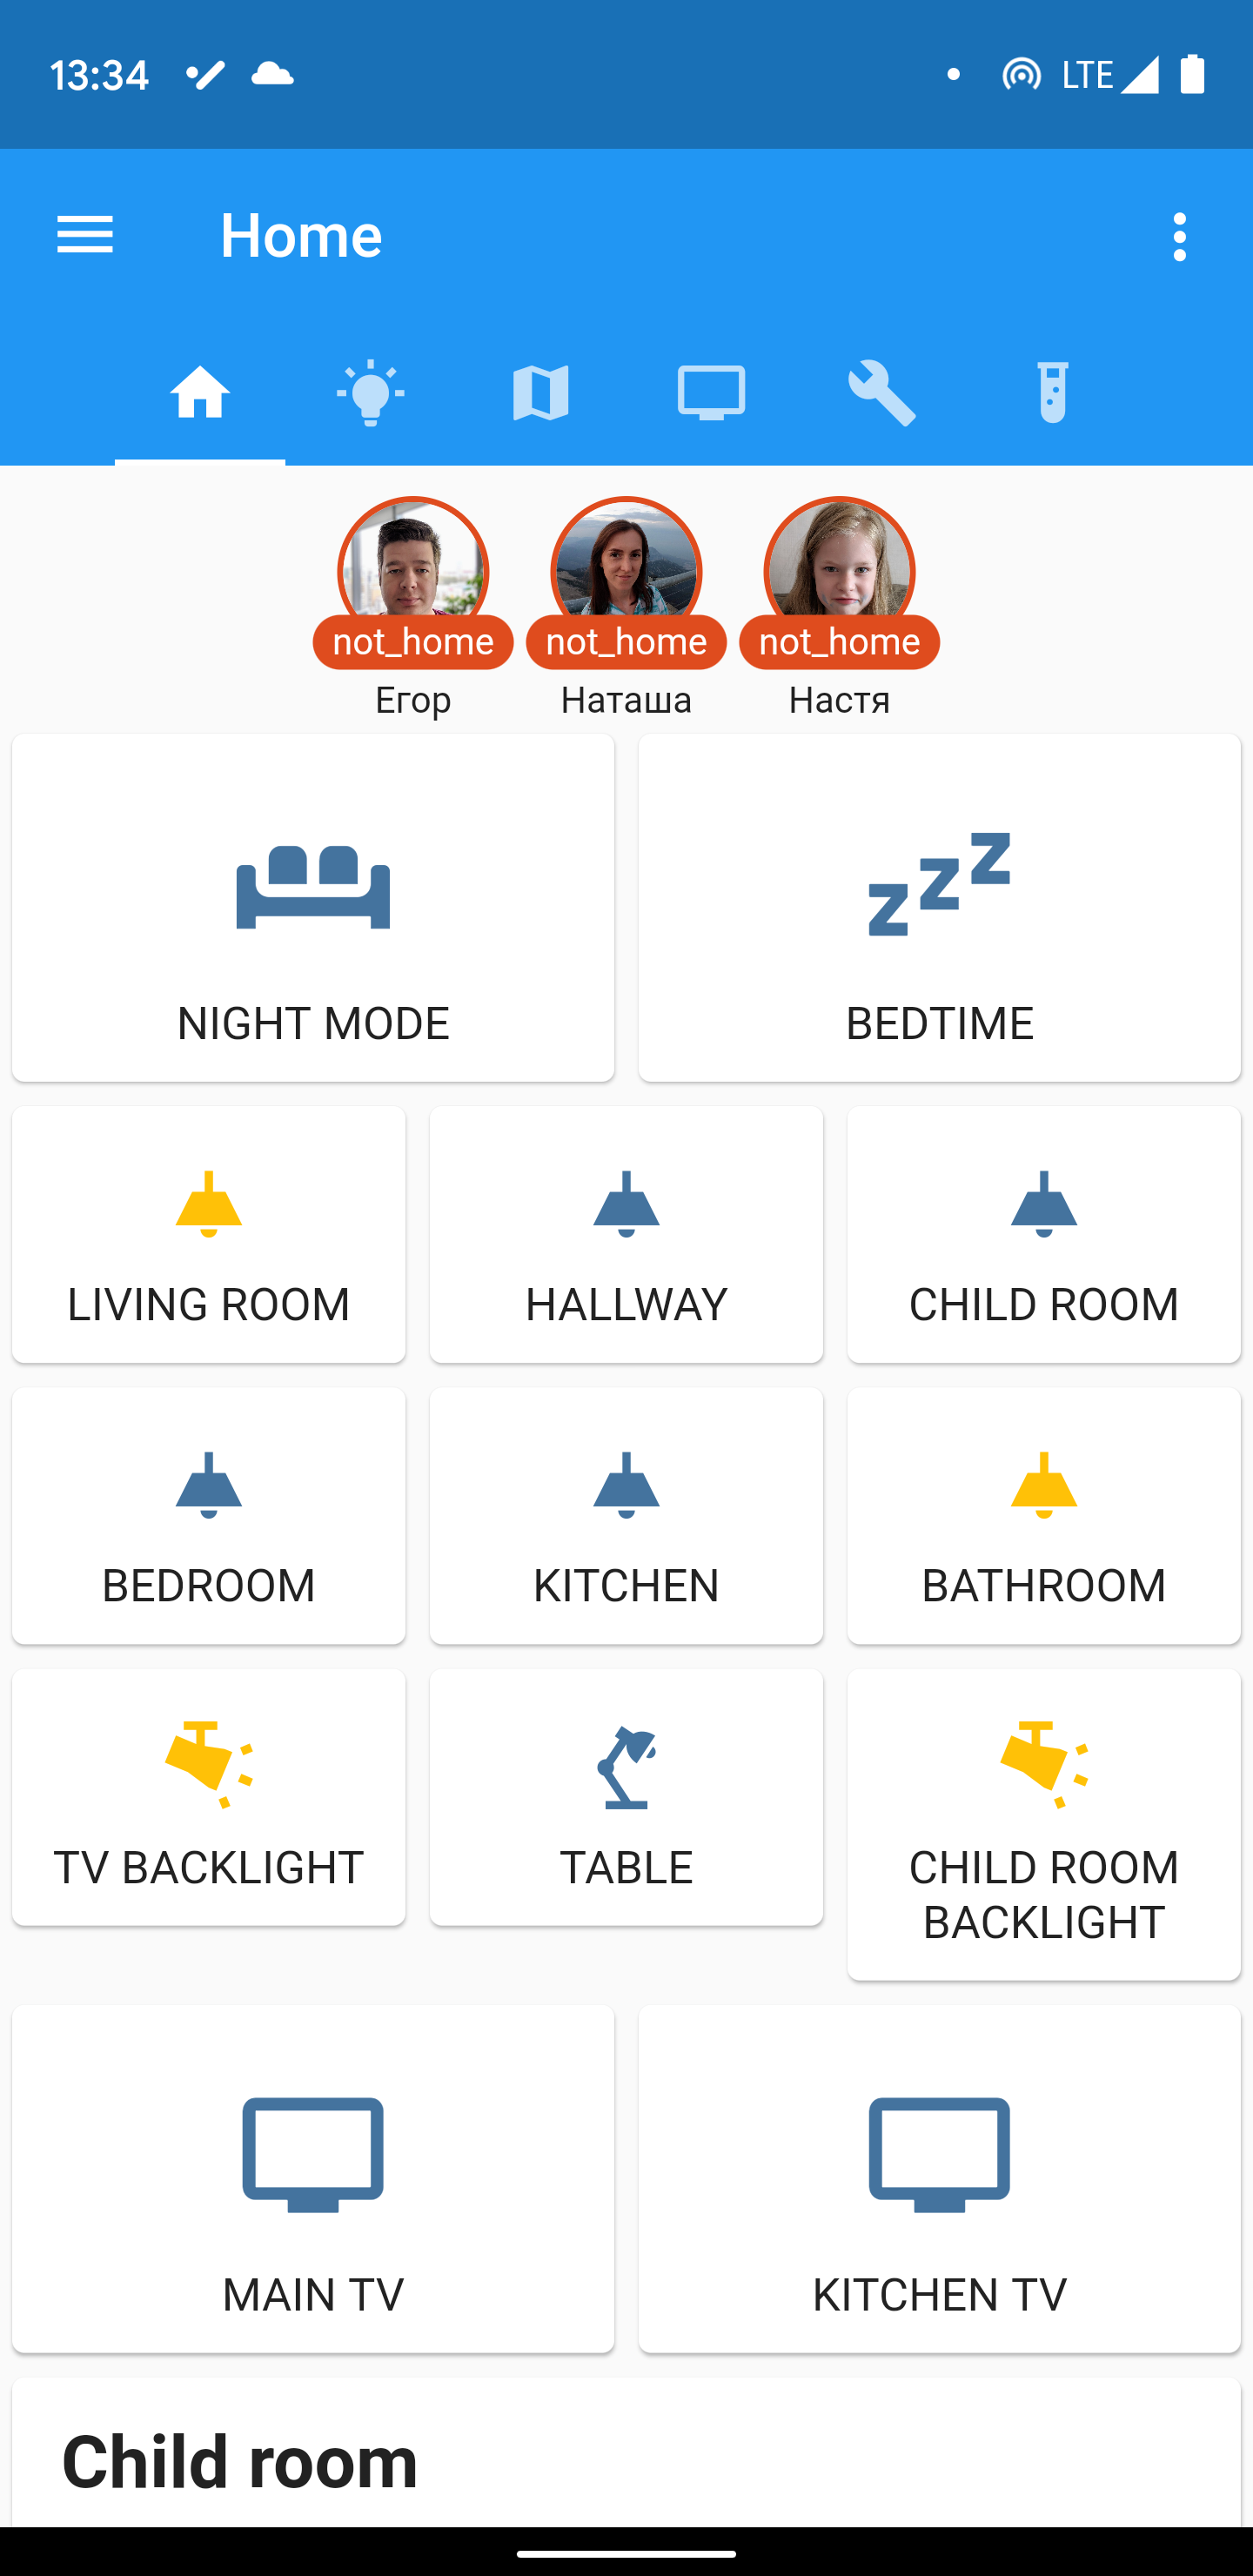 13:34
LTE
Home
not_home not_home not_home
Егор Наташа Настя
NIGHT MODE BEDTIME
LIVING ROOM HALLWAY CHILD ROOM
BEDROOM KITCHEN BATHROOM
TV BACKLIGHT TABLE CHILD ROOM
BACKLIGHT
MAIN TV KITCHEN TV
Child room